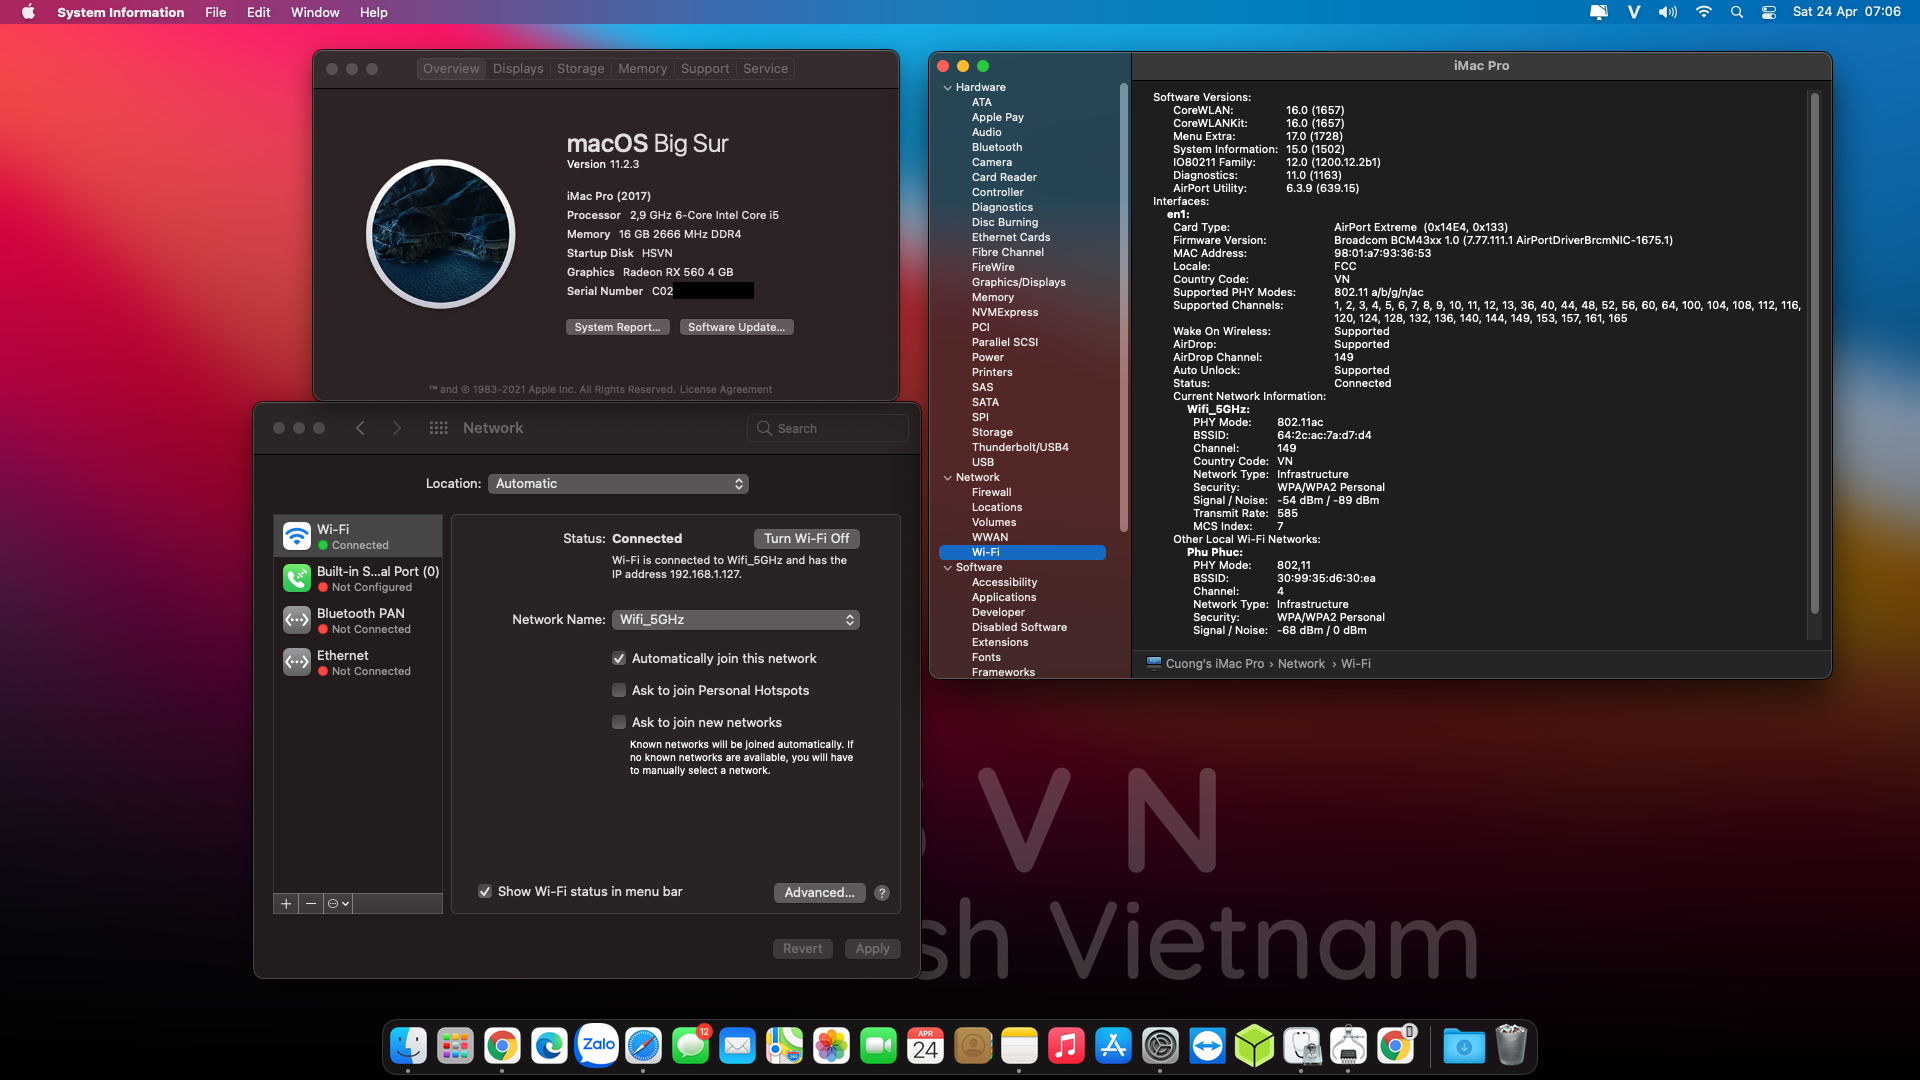 System Information File Edit Window Help
V Sat 24 Apr 07:06
Overview Displays Storage Memory Support Service
macOS Big Sur
Version 11.2.3
iMac Pro (2017)
Processor 2,9 GHz 6-Core Intel Core i5
Memory 16 GB 2666 MHz DDR4
Startup Disk HSVN
Graphics Radeon RX 560 4 GB
Serial Number C02
System Report... Software Update...
™ and © 1983-2021 Apple Inc. All Rights Reserved. License Agreement
Network
Search
Location: Automatic
Wi-Fi
Connected
Built-in S...al Port (0)
Not Configured
Bluetooth PAN
Not Connected
Ethernet
Not Connected
Status: Connected Turn Wi-Fi Off
Wi-Fi is connected to Wifi_5GHz and has the
IP address 192.168.1.127.
Network Name: Wifi_5GHz
Automatically join this network
Ask to join Personal Hotspots
Ask to join new networks
Known networks will be joined automatically. If
no known networks are available, you will have
to manually select a network.
Show Wi-Fi status in menu bar
Advanced... ?
Revert Apply
iMac Pro
Hardware
ATA
Apple Pay
Audio
Bluetooth
Camera
Card Reader
Controller
Diagnostics
Disc Burning
Ethernet Cards
Fibre Channel
FireWire
Graphics/Displays
Memory
NVMExpress
PCI
Parallel SCSI
Power
Printers
SAS
SATA
SPI
Storage
Thunderbolt/USB4
USB
Network
Firewall
Locations
Volumes
WWAN
Wi-Fi
Software
Accessibility
Applications
Developer
Disabled Software
Extensions
Fonts
Frameworks
Software Versions:
CoreWLAN: 16.0 (1657)
CoreWLANKit: 16.0 (1657)
Menu Extra: 17.0 (1728)
System Information: 15.0 (1502)
IO80211 Family: 12.0 (1200.12.2b1)
Diagnostics: 11.0 (1163)
AirPort Utility: 6.3.9 (639.15)
Interfaces:
en1:
Card Type: AirPort Extreme (0x14E4, 0x133)
Firmware Version: Broadcom BCM43xx 1.0 (7.77.111.1 AirPortDriverBrcmNIC-1675.1)
MAC Address: 98:01:a7:93:36:53
Locale: FCC
Country Code: VN
Supported PHY Modes: 802.11 a/b/g/n/ac
Supported Channels: 1, 2, 3, 4, 5, 6, 7, 8, 9, 10, 11, 12, 13, 36, 40, 44, 48, 52, 56, 60, 64, 100, 104, 108, 112, 116,
120, 124, 128, 132, 136, 140, 144, 149, 153, 157, 161, 165
Wake On Wireless: Supported
AirDrop: Supported
AirDrop Channel: 149
Auto Unlock: Supported
Status: Connected
Current Network Information:
Wifi_5GHz:
PHY Mode: 802.11ac
BSSID: 64:2c:ac:7a:d7:d4
Channel: 149
Country Code: VN
Network Type: Infrastructure
Security: WPA/WPA2 Personal
Signal / Noise: -54 dBm / -89 dBm
Transmit Rate: 585
MCS Index: 7
Other Local Wi-Fi Networks:
Phu Phuc:
PHY Mode: 802,11
BSSID: 30:99:35:d6:30:ea
Channel: 4
Network Type: Infrastructure
Security: WPA/WPA2 Personal
Signal / Noise: -68 dBm / 0 dBm
Cuong's iMac Pro › Network › Wi-Fi
V N
sh Vietnam
Zalo
12
APR
24